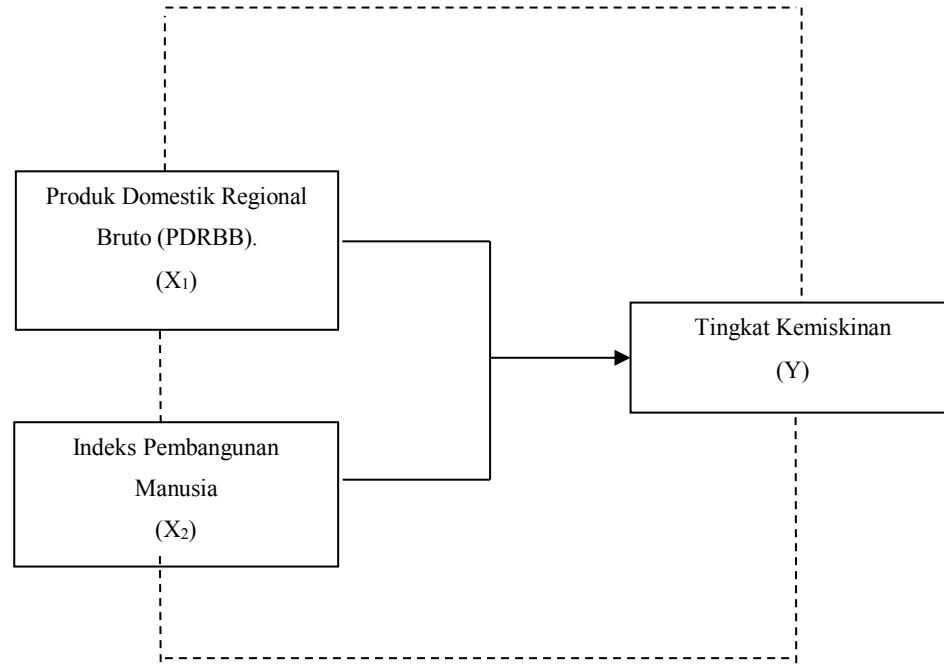 Produk Domestik Regional
Bruto (PDRBB).
(X₁)
Tingkat Kemiskinan
(Y)
Indeks Pembangunan
Manusia
(X₂)